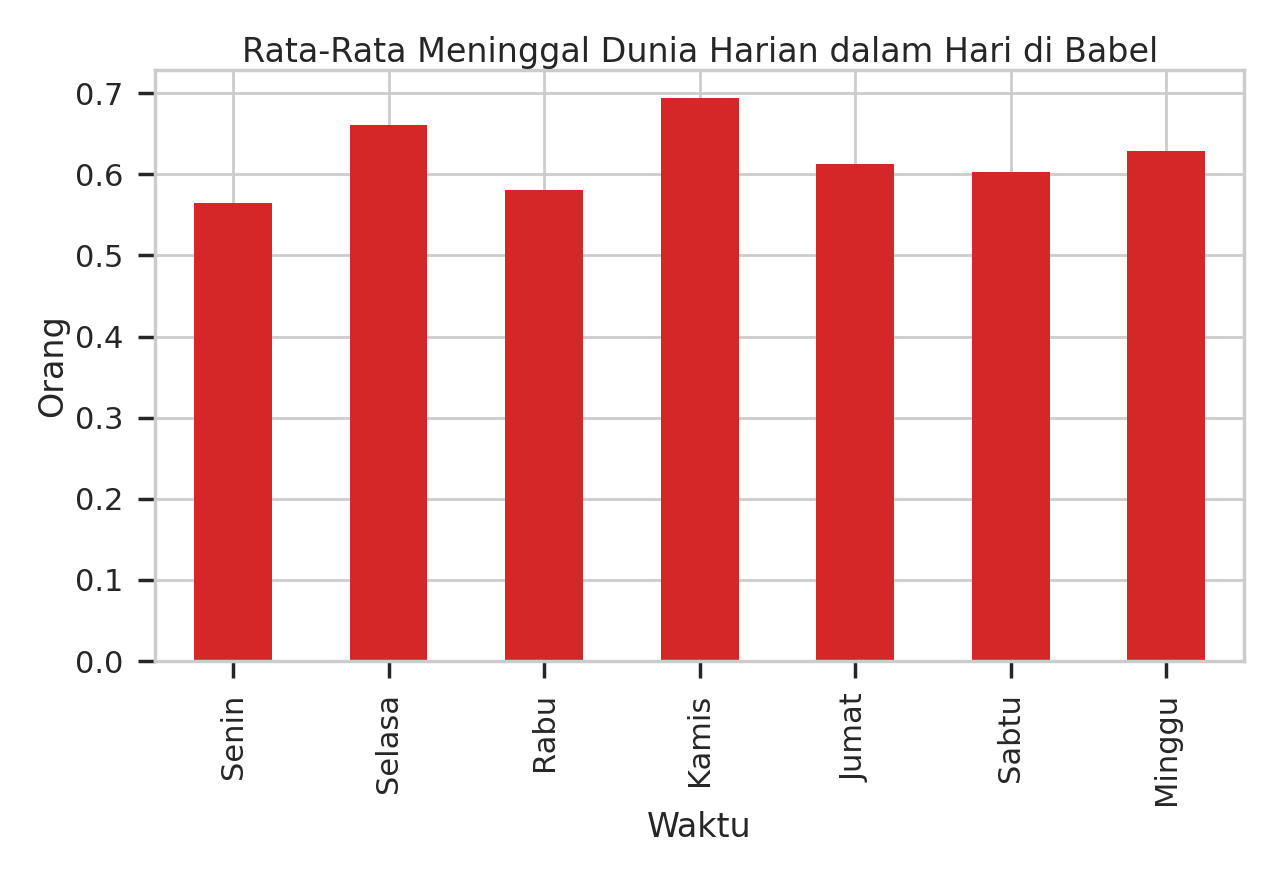 Rata-Rata Meninggal Dunia Harian dalam Hari di Babel
0.7
0.6
0.5
0.4
0.3
0.2
0.1
0.0
Orang
Senin
Selasa
Rabu
Kamis
Jumat
Sabtu
Minggu
Waktu